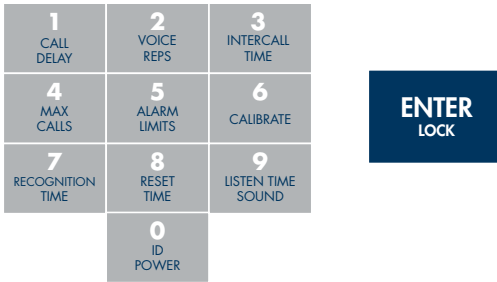 1
CALL
DELAY
2
VOICE
REPS
3
INTERCALL
TIME
4
MAX
CALLS
5
ALARM
LIMITS
6
CALIBRATE
7
RECOGNITION
TIME
8
RESET
TIME
9
LISTEN TIME
SOUND
0
ID
POWER
ENTER
LOCK